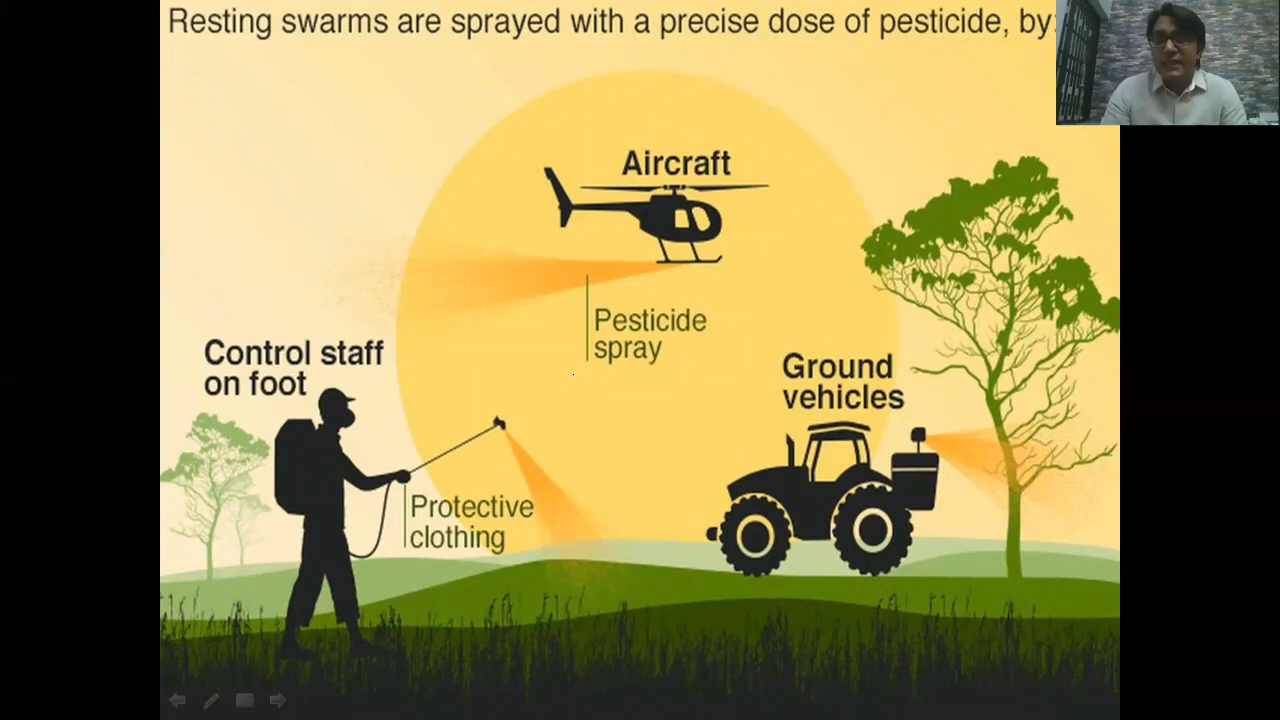 Resting swarms are sprayed with a precise dose of pesticide, by:
Aircraft
Pesticide
spray
Control staff
on foot
Ground
vehicles
Protective
clothing